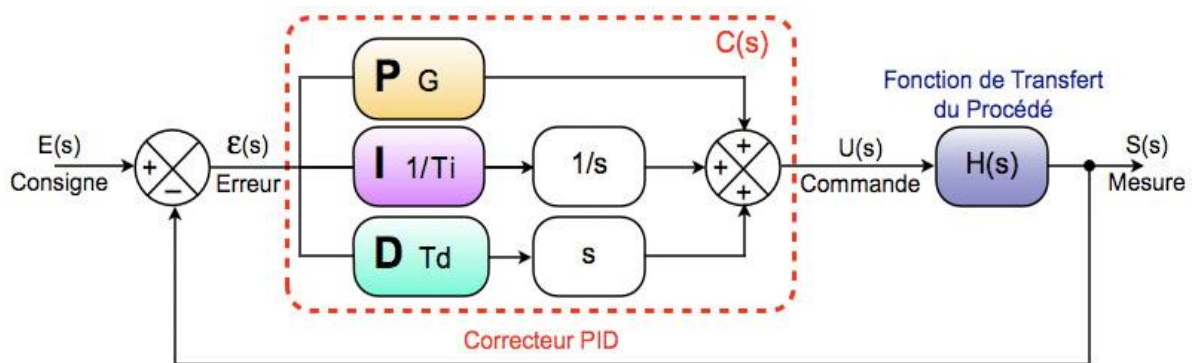 C(s)
P G
Fonction de Transfert
du Procédé
E(s)
Consigne
+
−
ε(s)
Erreur
I 1/Ti
1/s
+
+
+
U(s)
Commande
H(s)
S(s)
Mesure
D Td
s
Correcteur PID